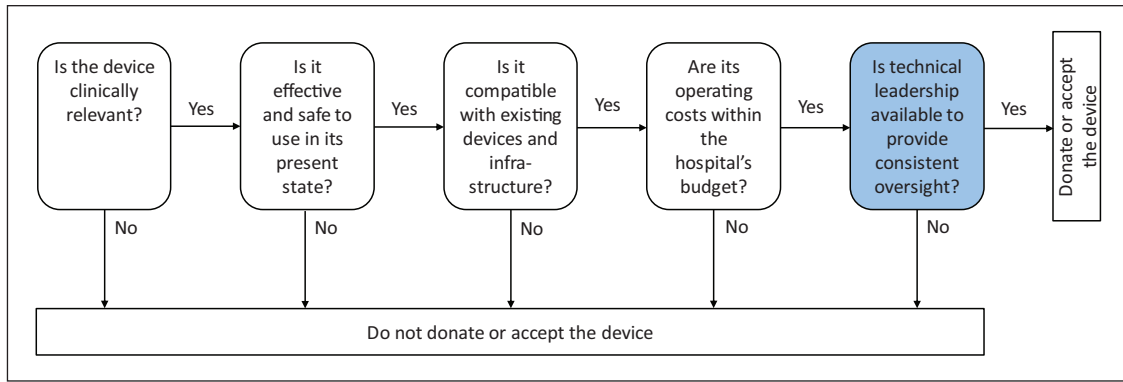 Is the device
clinically
relevant?
Yes
Is it
effective
and safe to
use in its
present
state?
Yes
Is it
compatible
with existing
devices and
infra-
structure?
Yes
Are its
operating
costs within
the
hospital’s
budget?
Yes
Is technical
leadership
available to
provide
consistent
oversight?
Yes
Donate or accept
the device
No
No
No
No
No
Do not donate or accept the device